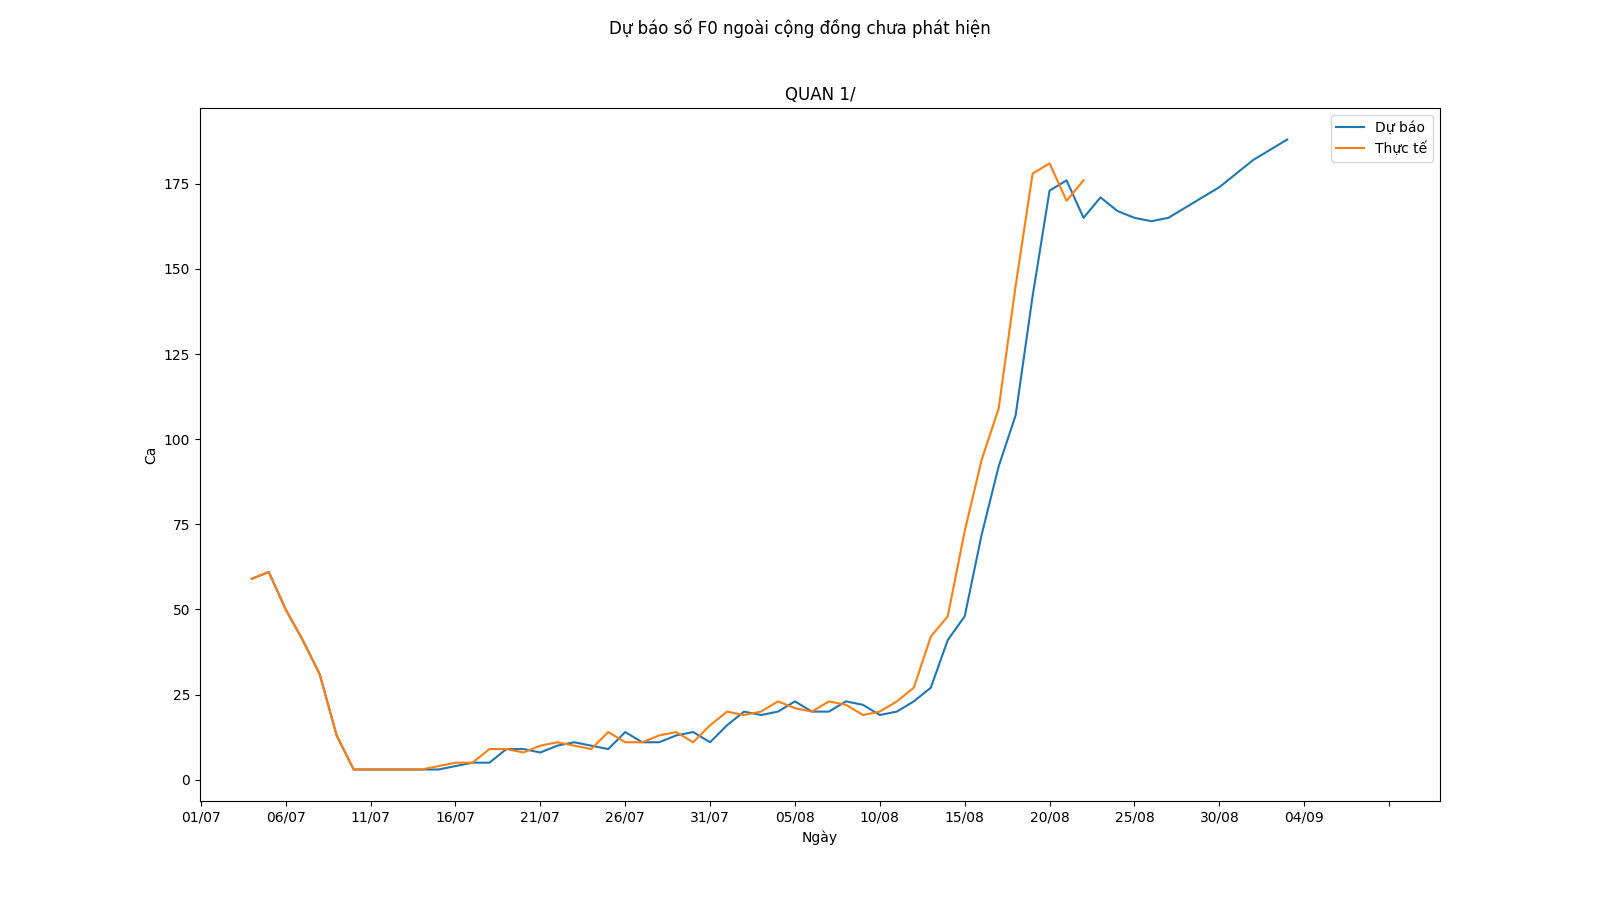 Dự báo số F0 ngoài cộng đồng chưa phát hiện
QUAN 1/
Dự báo
Thực tế
175
150
125
100
75
50
25
0
Ca
01/07 06/07 11/07 16/07 21/07 26/07 31/07 05/08 10/08 15/08 20/08 25/08 30/08 04/09
Ngày